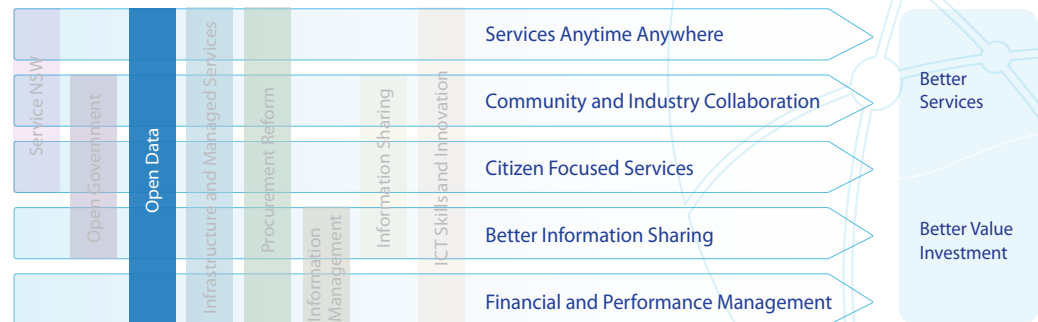 Service NSW
Open Government
Open Data
Infrastructure and Managed Services
Procurement Reform
Information
Management
Information Sharing
ICT Skills and Innovation
Services Anytime Anywhere
Community and Industry Collaboration
Citizen Focused Services
Better Information Sharing
Financial and Performance Management
Better
Services
Better Value
Investment